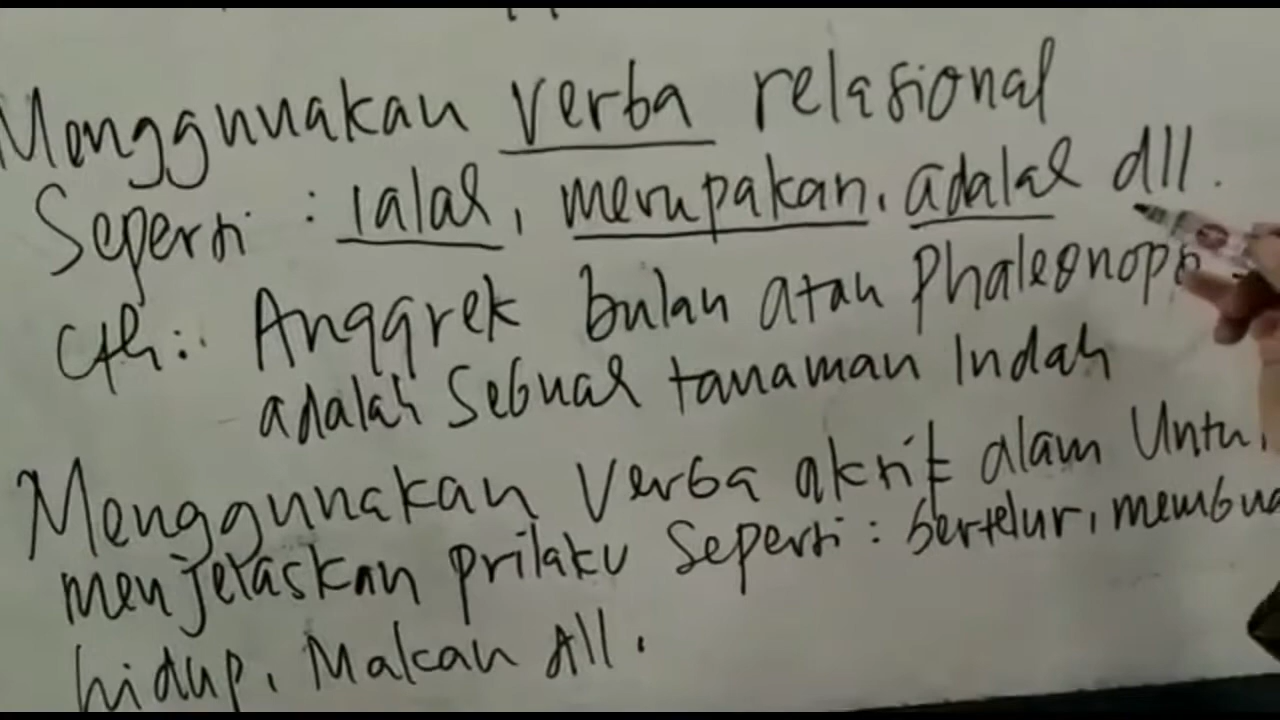 Menggunakan verba relasional
Seperti : ialah, merupakan, adalah dll.
Cth : Anggrek bulan atau Phaleonop
adalah Sebuah tanaman Indah
Menggunakan Verba aktif alam Untu
menjelaskan prilaku Seperti : bertelur, membua
hidup, Makan dll.